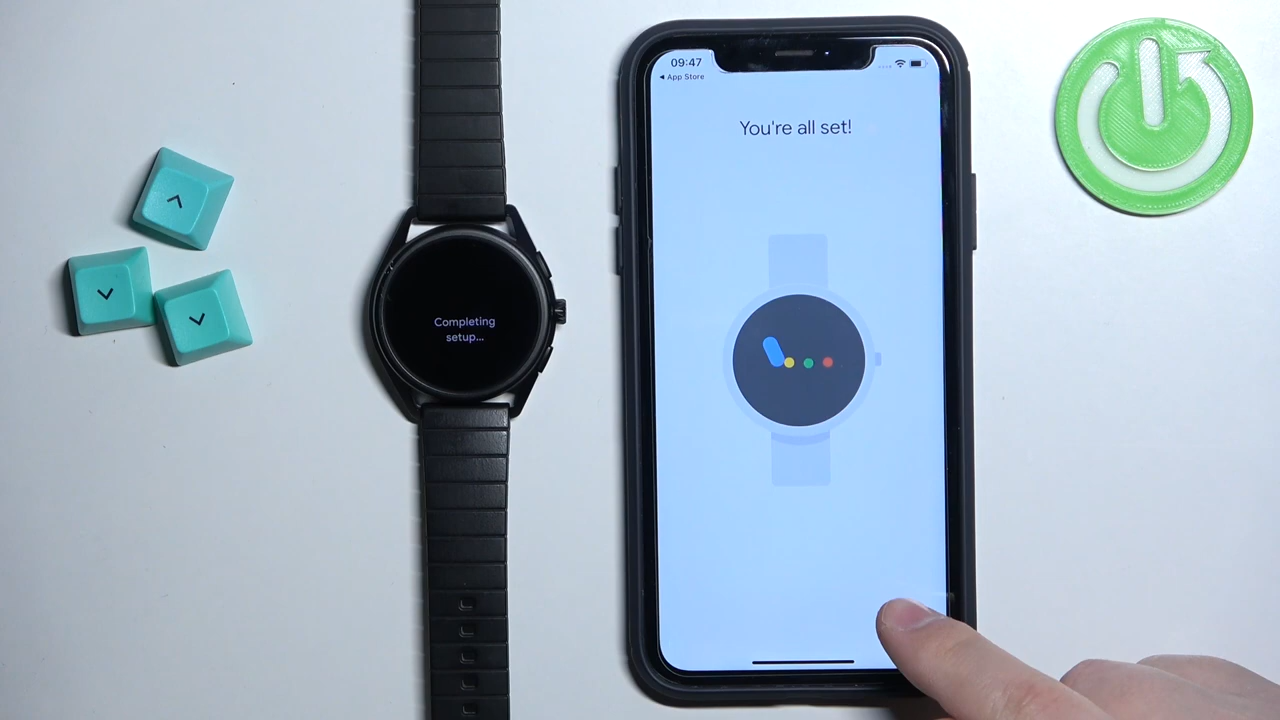 09:47
◀ App Store
You're all set!
Completing
setup...